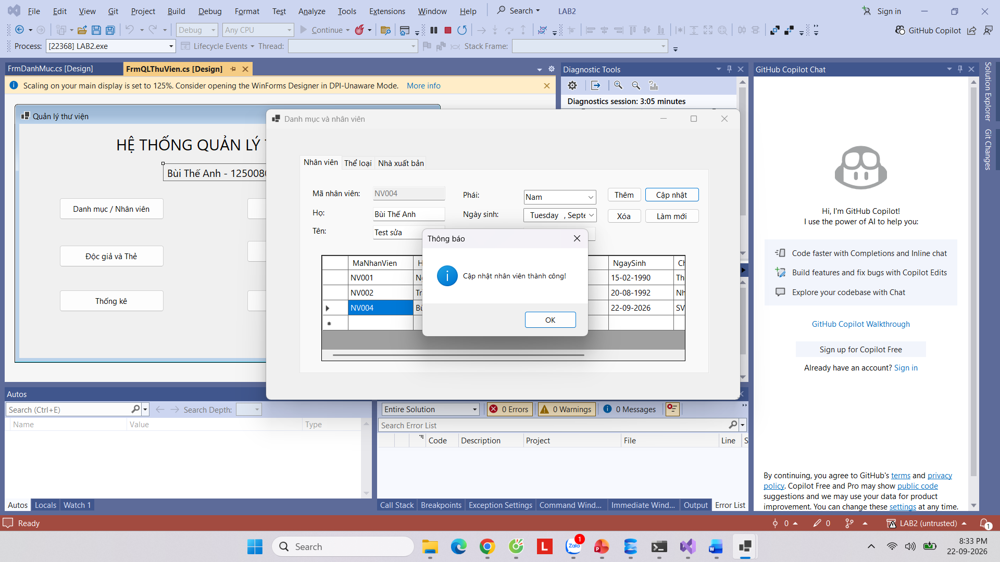 File Edit View Git Project Build Debug Format Test Analyze Tools Extensions Window Help Search LAB2 Sign in
Debug Any CPU Continue GitHub Copilot
Process: [22368] LAB2.exe Lifecycle Events Thread: Stack Frame:
FrmDanhMuc.cs [Design] FrmQLThuVien.cs [Design]
Scaling on your main display is set to 125%. Consider opening the WinForms Designer in DPI-Unaware Mode. More info
Quản lý thư viện
HỆ THỐNG QUẢN LÝ
Bùi Thế Anh - 125008
Danh mục / Nhân viên
Độc giả và Thẻ
Thống kê
Diagnostic Tools
Diagnostics session: 3:05 minutes
Danh mục và nhân viên
Nhân viên Thể loại Nhà xuất bản
Mã nhân viên: NV004 Phái: Nam Thêm Cập nhật
Họ: Bùi Thế Anh Ngày sinh: Tuesday , Septe Xóa Làm mới
Tên: Test sửa
MaNhanVien H NgaySinh Ch
NV001 N 15-02-1990 Th
NV002 Tr 20-08-1992 Nh
NV004 Bù 22-09-2026 SV
Thông báo
Cập nhật nhân viên thành công!
OK
GitHub Copilot Chat
Hi, I'm GitHub Copilot!
I use the power of AI to help you:
Code faster with Completions and Inline chat
Build features and fix bugs with Copilot Edits
Explore your codebase with Chat
GitHub Copilot Walkthrough
Sign up for Copilot Free
Already have an account? Sign in
By continuing, you agree to GitHub's terms and privacy
policy. Copilot Free and Pro may show public code
suggestions and we may use your data for product
improvement. You can change these settings at any time.
Solution Explorer
Git Changes
Autos
Search (Ctrl+E) Search Depth:
Name Value Type
Autos Locals Watch 1
Entire Solution 0 Errors 0 Warnings 0 Messages
Search Error List
Code Description Project File Line S
Call Stack Breakpoints Exception Settings Command Wind... Immediate Wind... Output Error List
Ready 0 0 LAB2 (untrusted) 1
Search Zalo 1 8:33 PM
22-09-2026